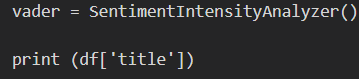 vader = SentimentIntensityAnalyzer()
print (df['title'])